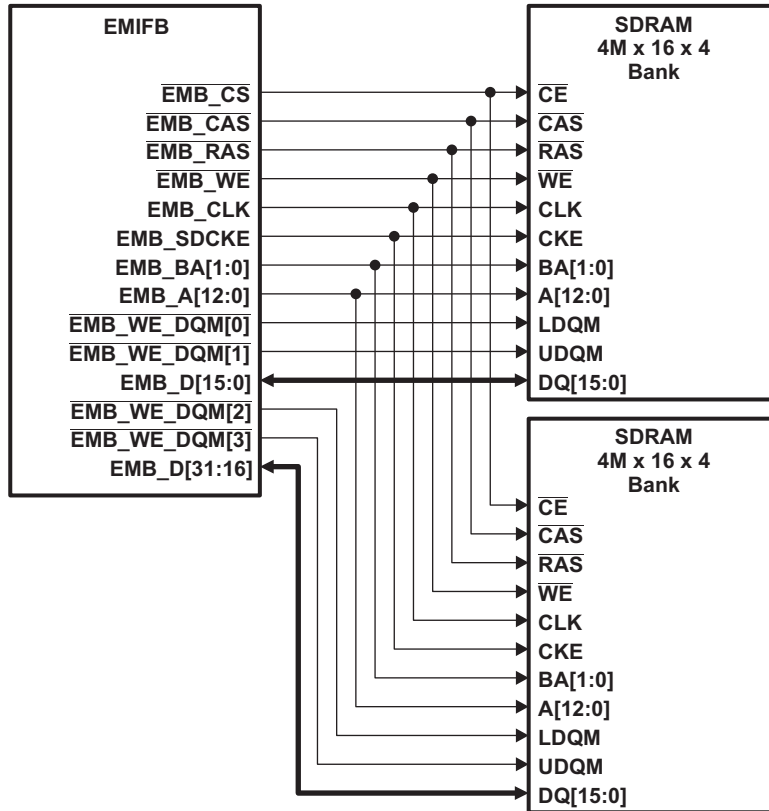 EMIFB
EMB_CS
EMB_CAS
EMB_RAS
EMB_WE
EMB_CLK
EMB_SDCKE
EMB_BA[1:0]
EMB_A[12:0]
EMB_WE_DQM[0]
EMB_WE_DQM[1]
EMB_D[15:0]
EMB_WE_DQM[2]
EMB_WE_DQM[3]
EMB_D[31:16]
SDRAM
4M x 16 x 4
Bank
CE
CAS
RAS
WE
CLK
CKE
BA[1:0]
A[12:0]
LDQM
UDQM
DQ[15:0]
SDRAM
4M x 16 x 4
Bank
CE
CAS
RAS
WE
CLK
CKE
BA[1:0]
A[12:0]
LDQM
UDQM
DQ[15:0]